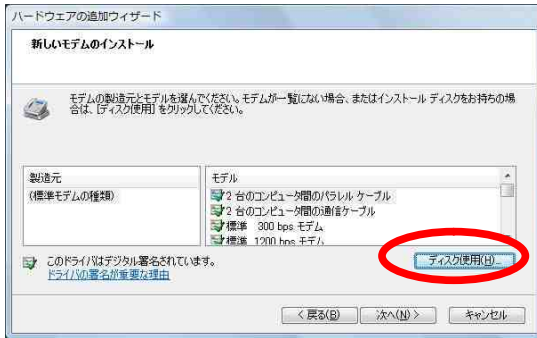 ハードウェアの追加ウィザード
新しいモデムのインストール
モデムの製造元とモデルを選んでください。モデムが一覧にない場合、またはインストール ディスクをお持ちの場
合は、[ディスク使用] をクリックしてください。
製造元
(標準モデムの種類)
モデル
2 台のコンピュータ間のパラレル ケーブル
2 台のコンピュータ間の通信ケーブル
標準 300 bps モデム
標準 1200 bps モデム
このドライバはデジタル署名されています。
ドライバの署名が重要な理由
ディスク使用(H)...
< 戻る(B)
次へ(N) >
キャンセル